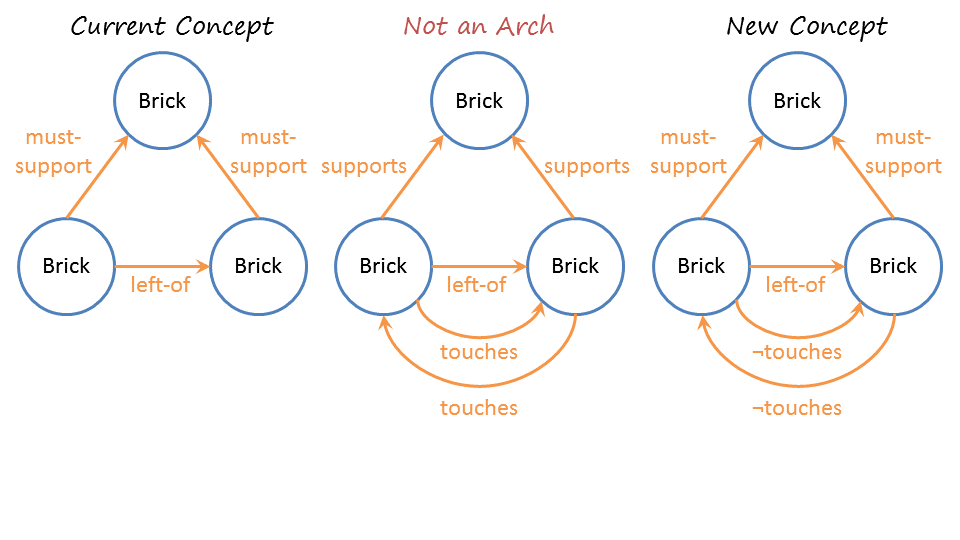 Current Concept
Not an Arch
New Concept
Brick
Brick
Brick
must-
support
must-
support
supports
supports
must-
support
must-
support
Brick
Brick
Brick
Brick
Brick
Brick
left-of
left-of
left-of
touches
¬touches
touches
¬touches